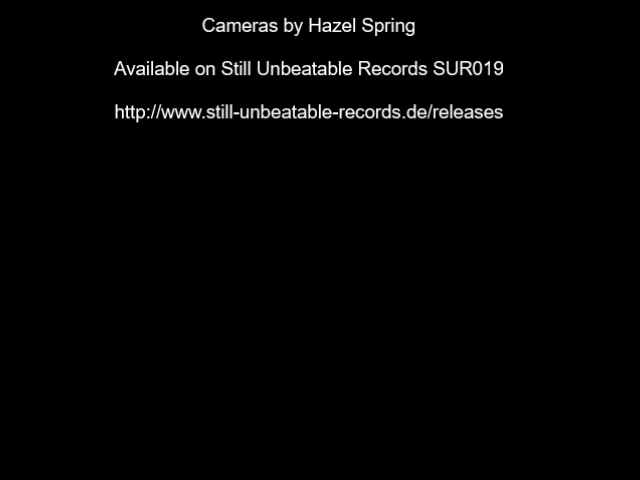 Cameras by Hazel Spring
Available on Still Unbeatable Records SUR019
http://www.still-unbeatable-records.de/releases